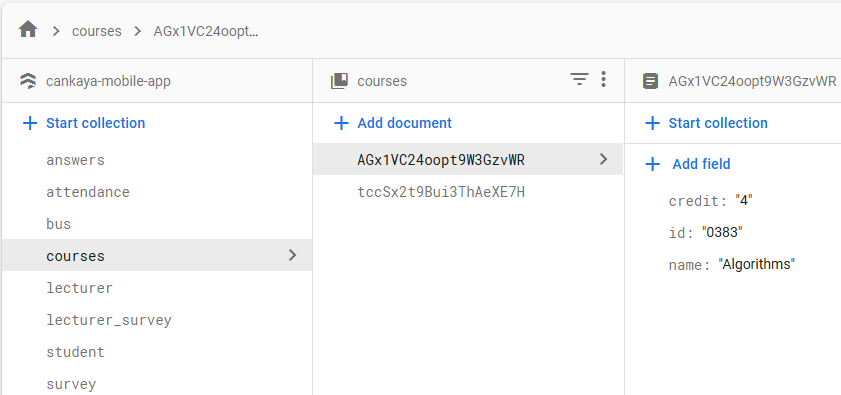 courses
AGx1VC24oopt…
cankaya-mobile-app
Start collection
answers
attendance
bus
courses
lecturer
lecturer_survey
student
survey
courses
Add document
AGx1VC24oopt9W3GzvWR
tccSx2t9Bui3ThAeXE7H
AGx1VC24oopt9W3GzvWR
Start collection
Add field
credit: "4"
id: "0383"
name: "Algorithms"